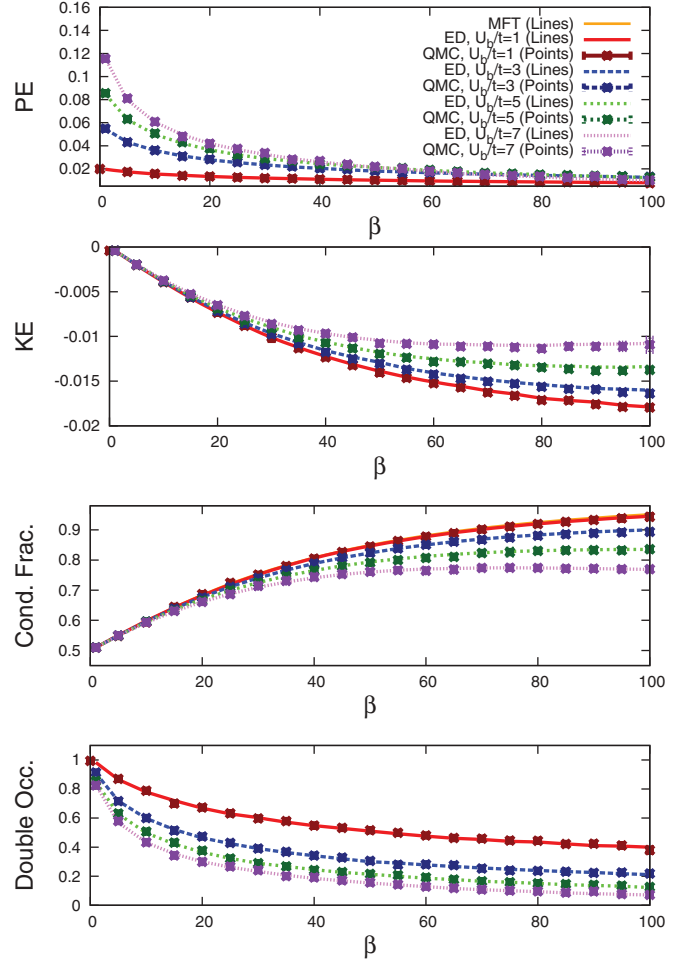 0.16
0.14
0.12
0.1
0.08
0.06
0.04
0.02
PE
MFT (Lines)
ED, U_b/t=1 (Lines)
QMC, U_b/t=1 (Points)
ED, U_b/t=3 (Lines)
QMC, U_b/t=3 (Points)
ED, U_b/t=5 (Lines)
QMC, U_b/t=5 (Points)
ED, U_b/t=7 (Lines)
QMC, U_b/t=7 (Points)
0 20 40 60 80 100
β
0
-0.005
-0.01
-0.015
-0.02
KE
0 20 40 60 80 100
β
0.9
0.8
0.7
0.6
0.5
Cond. Frac.
0 20 40 60 80 100
β
1
0.8
0.6
0.4
0.2
0
Double Occ.
0 20 40 60 80 100
β